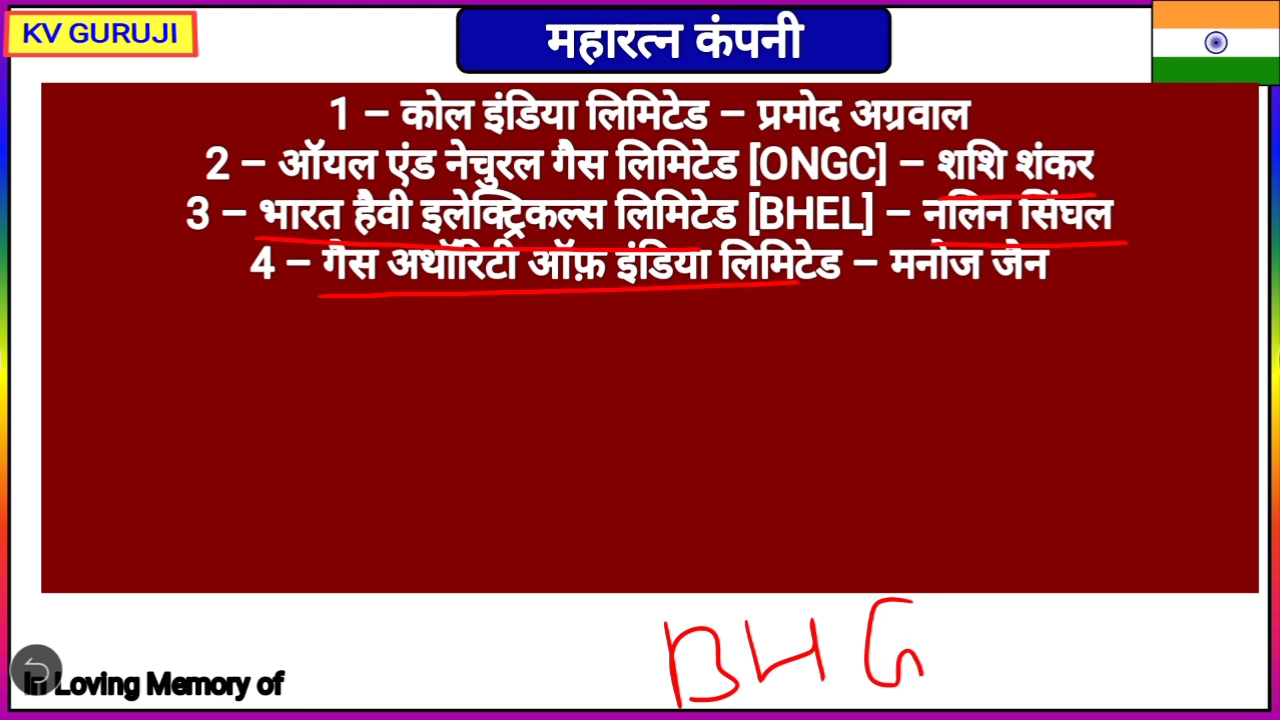 KV GURUJI
महारत्न कंपनी
1 – कोल इंडिया लिमिटेड – प्रमोद अग्रवाल
2 – ऑयल एंड नेचुरल गैस लिमिटेड [ONGC] – शशि शंकर
3 – भारत हैवी इलेक्ट्रिकल्स लिमिटेड [BHEL] – नलिन सिंघल
4 – गैस अथॉरिटी ऑफ़ इंडिया लिमिटेड – मनोज जैन
BHG
In Loving Memory of